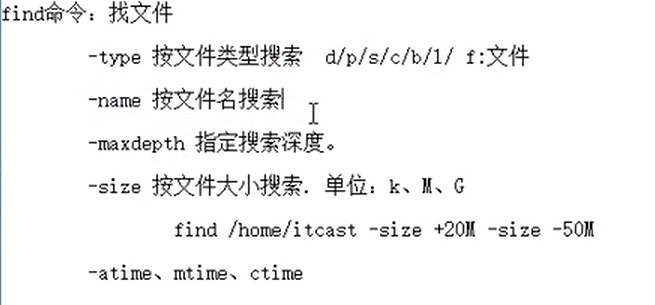 find命令：找文件
-type 按文件类型搜索  d/p/s/c/b/l/ f:文件
-name 按文件名搜索
-maxdepth 指定搜索深度。
-size 按文件大小搜索. 单位：k、M、G
find /home/itcast -size +20M -size -50M
-atime、mtime、ctime